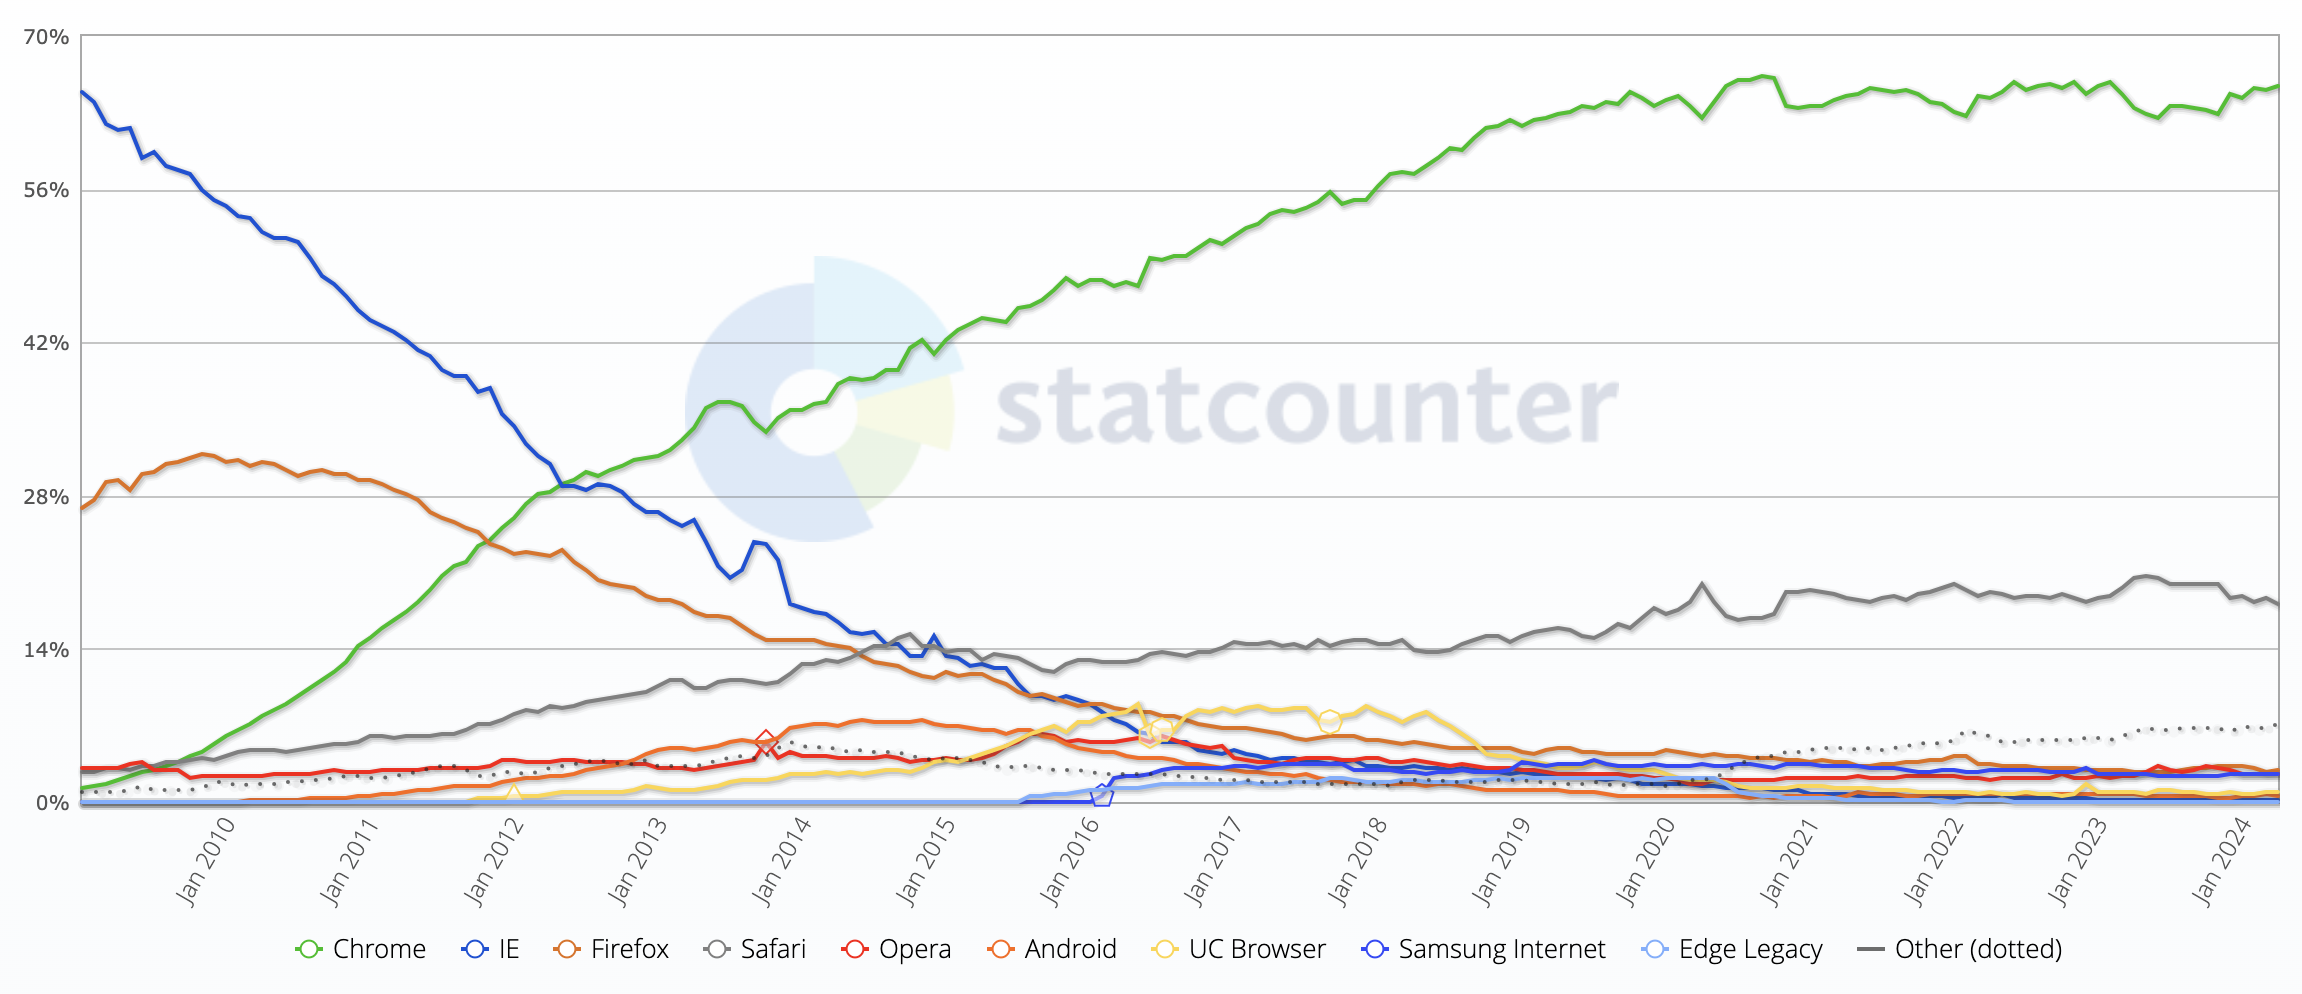 70%
56%
42%
28%
14%
0%
statcounter
Jan 2010
Jan 2011
Jan 2012
Jan 2013
Jan 2014
Jan 2015
Jan 2016
Jan 2017
Jan 2018
Jan 2019
Jan 2020
Jan 2021
Jan 2022
Jan 2023
Jan 2024
Chrome IE Firefox Safari Opera Android UC Browser Samsung Internet Edge Legacy Other (dotted)